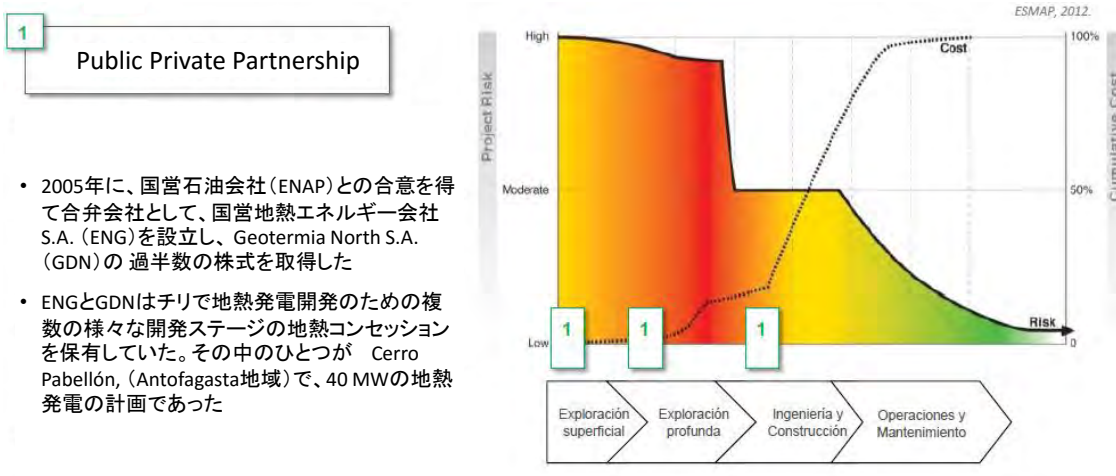 1
Public Private Partnership
• 2005年に、国営石油会社(ENAP)との合意を得
て合弁会社として、国営地熱エネルギー会社
S.A. (ENG)を設立し、 Geotermia North S.A.
(GDN)の 過半数の株式を取得した
• ENGとGDNはチリで地熱発電開発のための複
数の様々な開発ステージの地熱コンセッション
を保有していた。その中のひとつが Cerro
Pabellón, (Antofagasta地域)で、40 MWの地熱
発電の計画であった
ESMAP, 2012.
Project Risk
High
Moderate
Low
Cost
Risk
100%
50%
0
Cumulative Cost
1
1
1
Exploración
superficial
Exploración
profunda
Ingeniería y
Construcción
Operaciones y
Mantenimiento